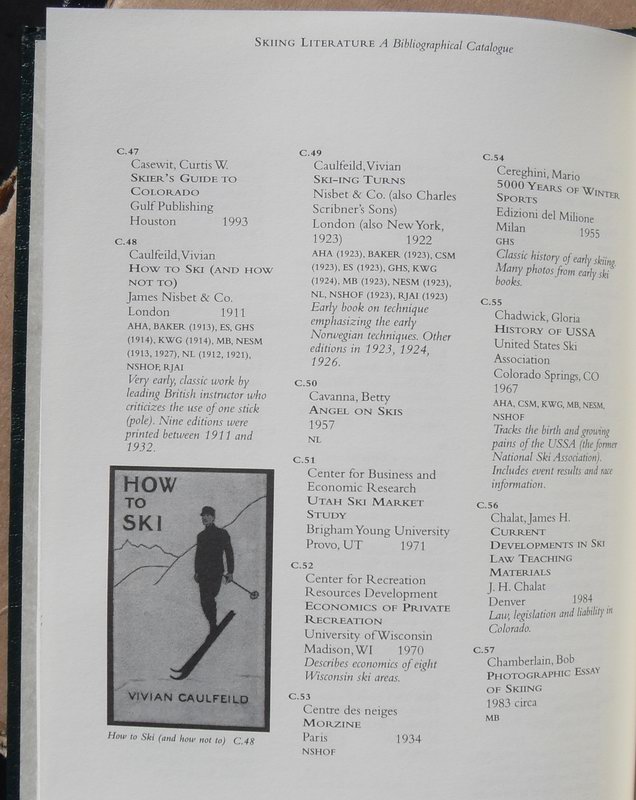 SKIING LITERATURE A Bibliographical Catalogue
C.47
Casewit, Curtis W.
SKIER'S GUIDE TO
COLORADO
Gulf Publishing
Houston 1993
C.48
Caulfeild, Vivian
HOW TO SKI (AND HOW
NOT TO)
James Nisbet & Co.
London 1911
AHA, BAKER (1913), ES, GHS
(1914), KWG (1914), MB, NESM
(1913, 1927), NL (1912, 1921),
NSHOF, RJAI
Very early, classic work by
leading British instructor who
criticizes the use of one stick
(pole). Nine editions were
printed between 1911 and
1932.
HOW
TO
SKI
VIVIAN CAULFEILD
How to Ski (and how not to) C.48
C.49
Caulfeild, Vivian
SKI-ING TURNS
Nisbet & Co. (also Charles
Scribner's Sons)
London (also New York,
1923) 1922
AHA (1923), BAKER (1923), CSM
(1923), ES (1923), GHS, KWG
(1924), MB (1923), NESM (1923),
NL, NSHOF (1923), RJAI (1923)
Early book on technique
emphasizing the early
Norwegian techniques. Other
editions in 1923, 1924,
1926.
C.50
Cavanna, Betty
ANGEL ON SKIS
1957
NL
C.51
Center for Business and
Economic Research
UTAH SKI MARKET
STUDY
Brigham Young University
Provo, UT 1971
C.52
Center for Recreation
Resources Development
ECONOMICS OF PRIVATE
RECREATION
University of Wisconsin
Madison, WI 1970
Describes economics of eight
Wisconsin ski areas.
C.53
Centre des neiges
MORZINE
Paris 1934
NSHOF
C.54
Cereghini, Mario
5000 YEARS OF WINTER
SPORTS
Edizioni del Milione
Milan 1955
GHS
Classic history of early skiing.
Many photos from early ski
books.
C.55
Chadwick, Gloria
HISTORY OF USSA
United States Ski
Association
Colorado Springs, CO
1967
AHA, CSM, KWG, MB, NESM,
NSHOF
Tracks the birth and growing
pains of the USSA (the former
National Ski Association).
Includes event results and race
information.
C.56
Chalat, James H.
CURRENT
DEVELOPMENTS IN SKI
LAW TEACHING
MATERIALS
J. H. Chalat
Denver 1984
Law, legislation and liability in
Colorado.
C.57
Chamberlain, Bob
PHOTOGRAPHIC ESSAY
OF SKIING
1983 circa
MB